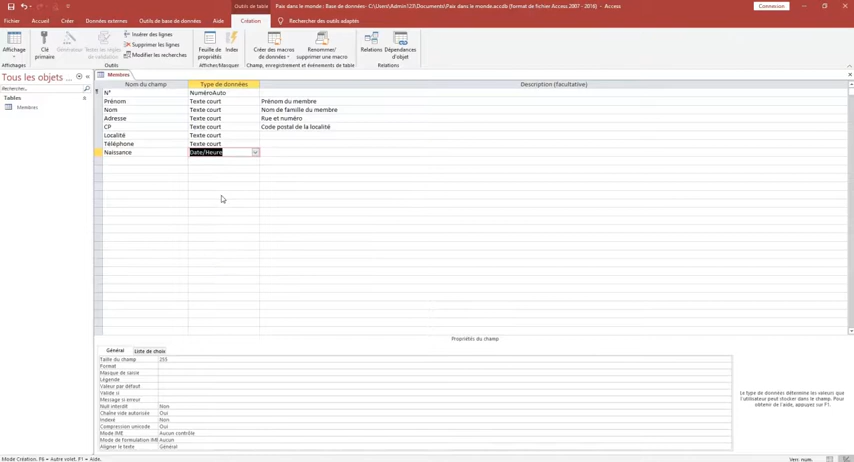 Outils de table
Paix dans le monde : Base de données- C:\Users\Admin123\Documents\Paix dans le monde.accdb (format de fichier Access 2007 - 2016) - Access
Connexion
Fichier Accueil Créer Données externes Outils de base de données Aide Création Rechercher des outils adaptés
Affichage
Affichages
Clé primaire
Générateur
Tester les règles de validation
Insérer des lignes
Supprimer les lignes
Modifier les recherches
Outils
Feuille de propriétés
Index
Afficher/Masquer
Créer des macros de données
Renommer/ supprimer une macro
Champ, enregistrement et événements de table
Relations
Dépendances d'objet
Relations
Tous les objets ...
Rechercher...
Tables
Membres
Membres
Nom du champ Type de données Description (facultative)
N° NuméroAuto
Prénom Texte court Prénom du membre
Nom Texte court Nom de famille du membre
Adresse Texte court Rue et numéro
CP Texte court Code postal de la localité
Localité Texte court
Téléphone Texte court
Naissance Date/Heure
Propriétés du champ
Général Liste de choix
Taille du champ 255
Format
Masque de saisie
Légende
Valeur par défaut
Valide si
Message si erreur
Null interdit Non
Chaîne vide autorisée Oui
Indexé Non
Compression unicode Oui
Mode IME Aucun contrôle
Mode de formulation IME Aucun
Aligner le texte Général
Le type de données détermine les valeurs que
l'utilisateur peut stocker dans le champ. Pour
obtenir de l'aide, appuyez sur F1.
Mode Création. F6 = Autre volet. F1 = Aide.
Verr. num.